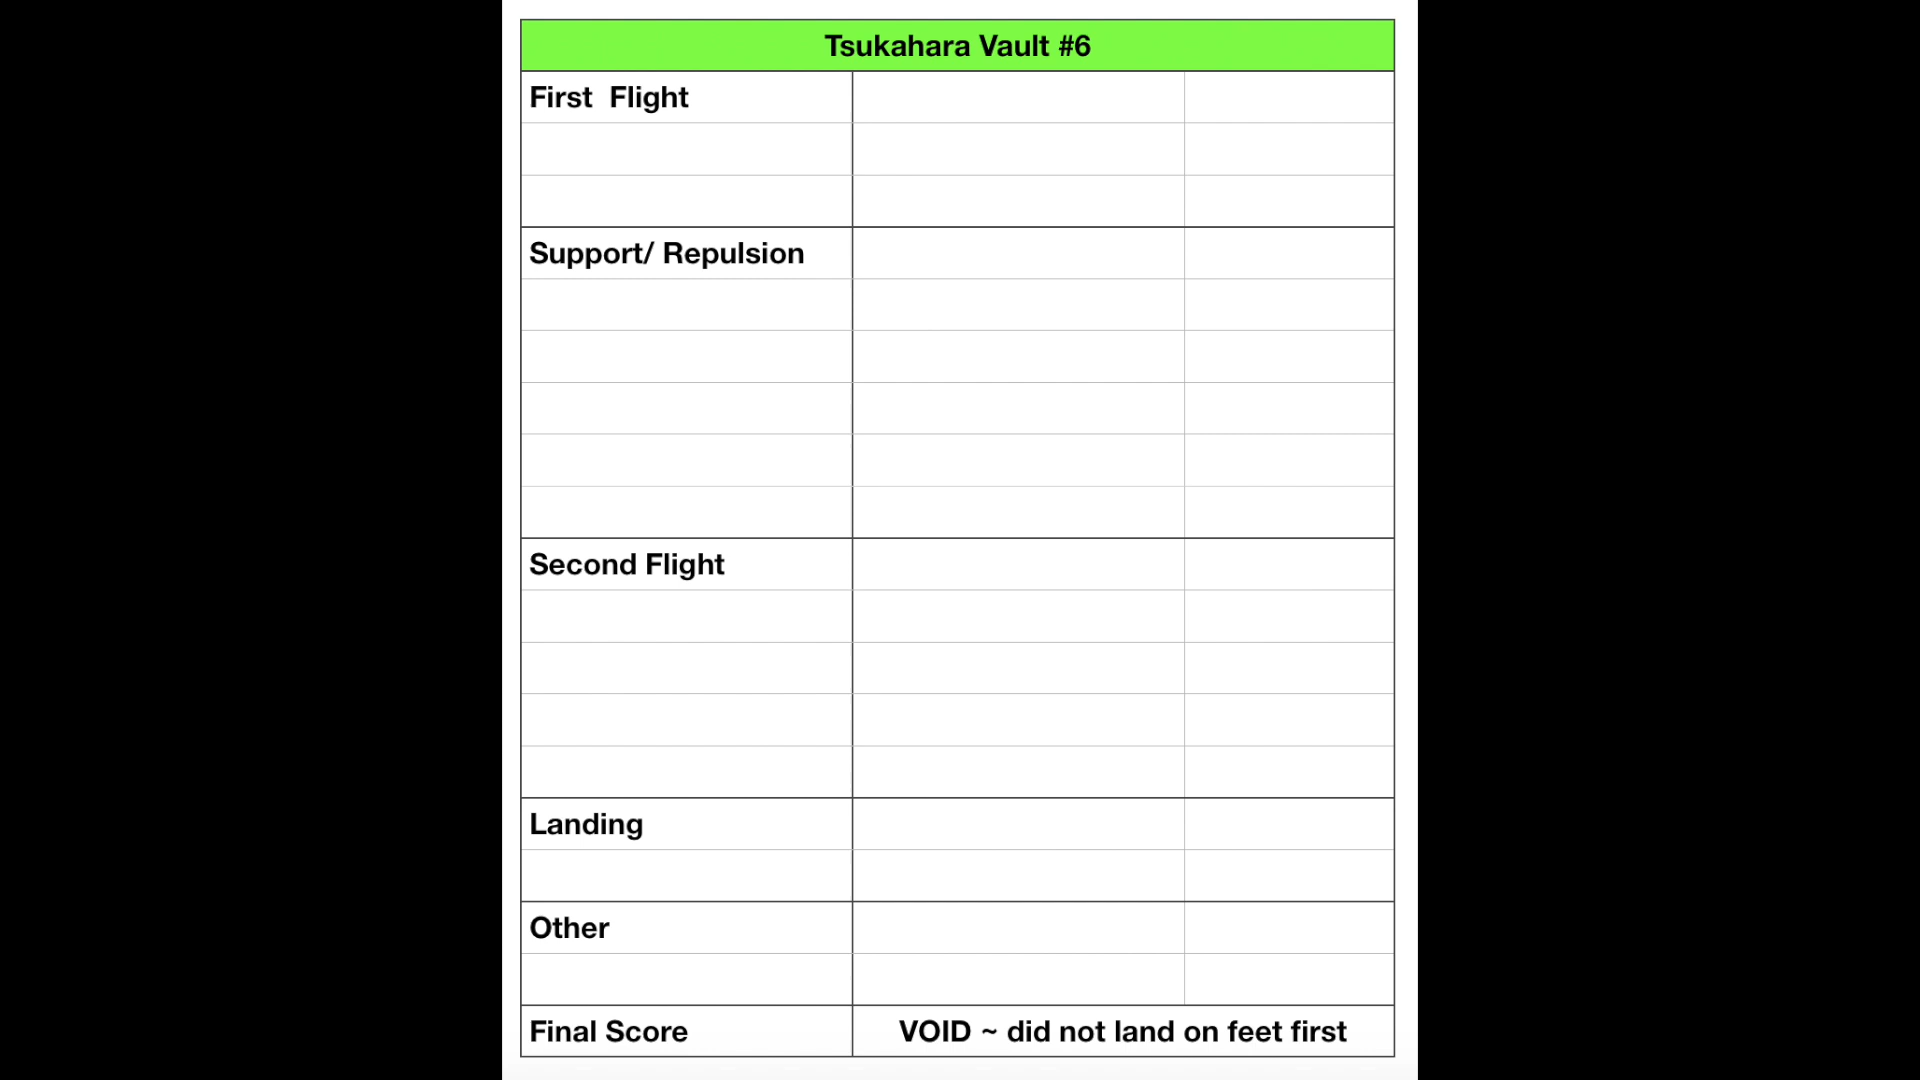 Tsukahara Vault #6
First  Flight
Support/ Repulsion
Second Flight
Landing
Other
Final Score
VOID ~ did not land on feet first